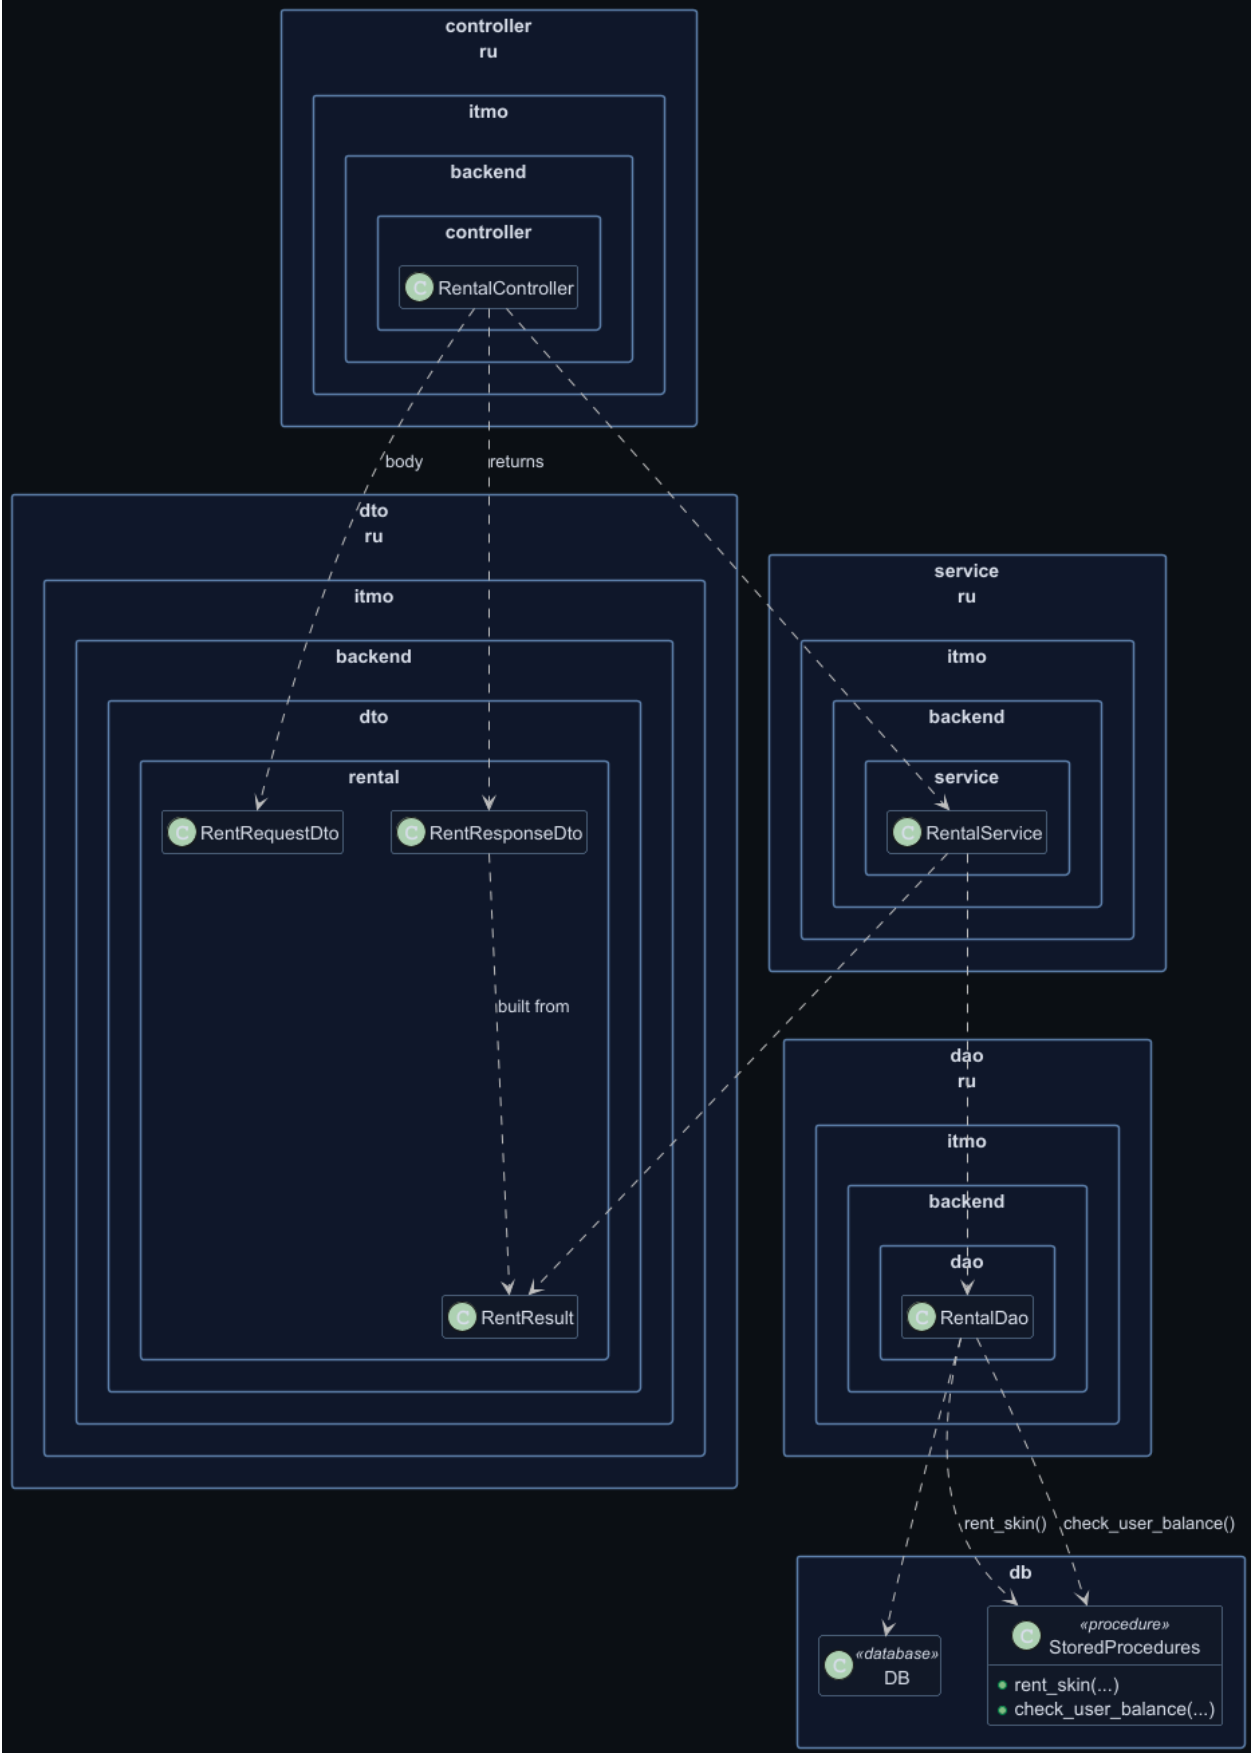 controller
ru
itmo
backend
controller
C RentalController
body
returns
dto
ru
itmo
backend
dto
rental
C RentRequestDto
C RentResponseDto
built from
C RentResult
service
ru
itmo
backend
service
C RentalService
dao
ru
itmo
backend
dao
C RentalDao
rent_skin()
check_user_balance()
db
C «database»
DB
C «procedure»
StoredProcedures
rent_skin(...)
check_user_balance(...)